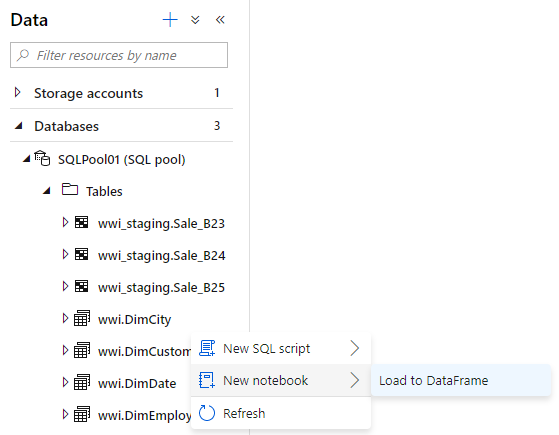 Data
Filter resources by name
Storage accounts 1
Databases 3
SQLPool01 (SQL pool)
Tables
wwi_staging.Sale_B23
wwi_staging.Sale_B24
wwi_staging.Sale_B25
wwi.DimCity
wwi.DimCustom
wwi.DimDate
wwi.DimEmploy
New SQL script
New notebook
Load to DataFrame
Refresh